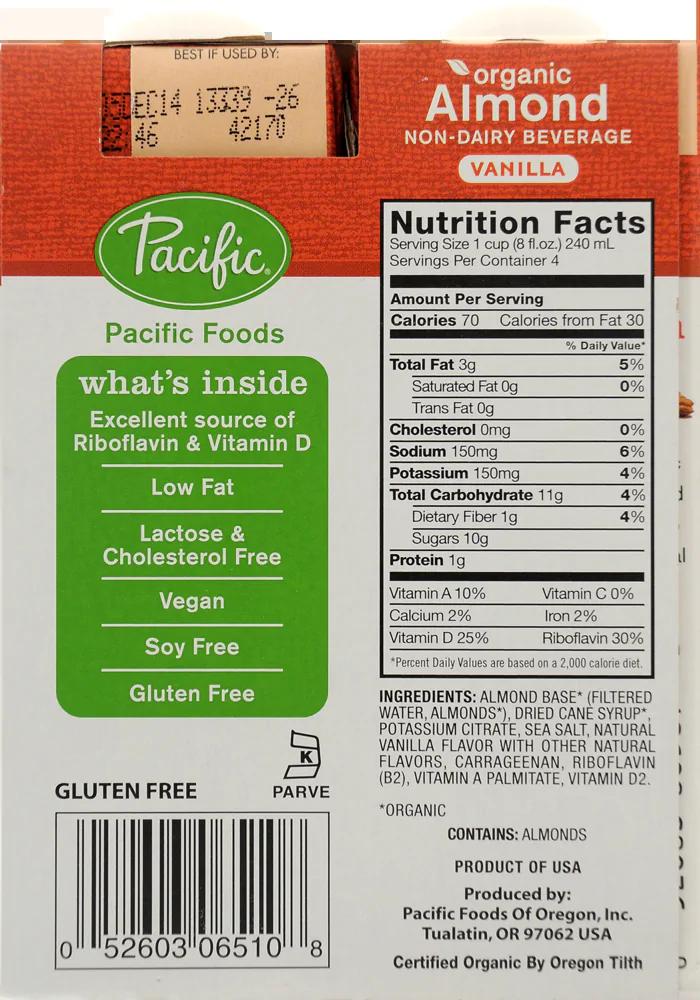 BEST IF USED BY:
DEC14 13339 -26
46 42170
organic
Almond
NON-DAIRY BEVERAGE
VANILLA
Pacific®
Pacific Foods
what's inside
Excellent source of
Riboflavin & Vitamin D
Low Fat
Lactose &
Cholesterol Free
Vegan
Soy Free
Gluten Free
GLUTEN FREE
K
PARVE
0 52603 06510 8
Nutrition Facts
Serving Size 1 cup (8 fl.oz.) 240 mL
Servings Per Container 4
Amount Per Serving
Calories 70 Calories from Fat 30
% Daily Value*
Total Fat 3g 5%
Saturated Fat 0g 0%
Trans Fat 0g
Cholesterol 0mg 0%
Sodium 150mg 6%
Potassium 150mg 4%
Total Carbohydrate 11g 4%
Dietary Fiber 1g 4%
Sugars 10g
Protein 1g
Vitamin A 10% Vitamin C 0%
Calcium 2% Iron 2%
Vitamin D 25% Riboflavin 30%
*Percent Daily Values are based on a 2,000 calorie diet.
INGREDIENTS: ALMOND BASE* (FILTERED
WATER, ALMONDS*), DRIED CANE SYRUP*,
POTASSIUM CITRATE, SEA SALT, NATURAL
VANILLA FLAVOR WITH OTHER NATURAL
FLAVORS, CARRAGEENAN, RIBOFLAVIN
(B2), VITAMIN A PALMITATE, VITAMIN D2.
*ORGANIC
CONTAINS: ALMONDS
PRODUCT OF USA
Produced by:
Pacific Foods Of Oregon, Inc.
Tualatin, OR 97062 USA
Certified Organic By Oregon Tilth